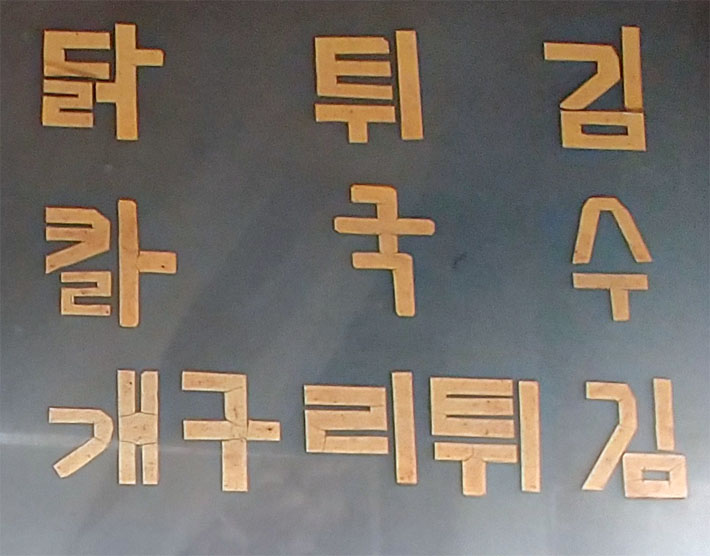 닭 튀 김
칼 국 수
개구리튀 김